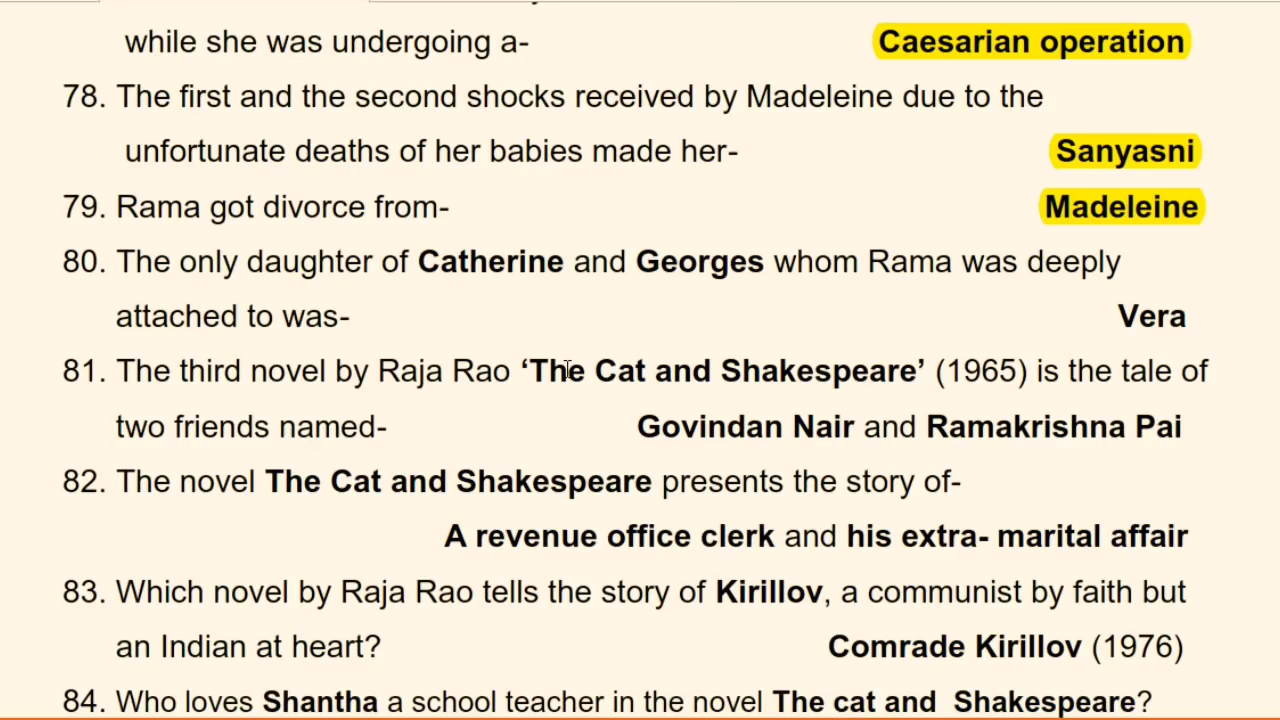 while she was undergoing a- Caesarian operation
78. The first and the second shocks received by Madeleine due to the
unfortunate deaths of her babies made her- Sanyasni
79. Rama got divorce from- Madeleine
80. The only daughter of Catherine and Georges whom Rama was deeply
attached to was- Vera
81. The third novel by Raja Rao ‘The Cat and Shakespeare’ (1965) is the tale of
two friends named- Govindan Nair and Ramakrishna Pai
82. The novel The Cat and Shakespeare presents the story of-
A revenue office clerk and his extra- marital affair
83. Which novel by Raja Rao tells the story of Kirillov, a communist by faith but
an Indian at heart? Comrade Kirillov (1976)
84. Who loves Shantha a school teacher in the novel The cat and Shakespeare?